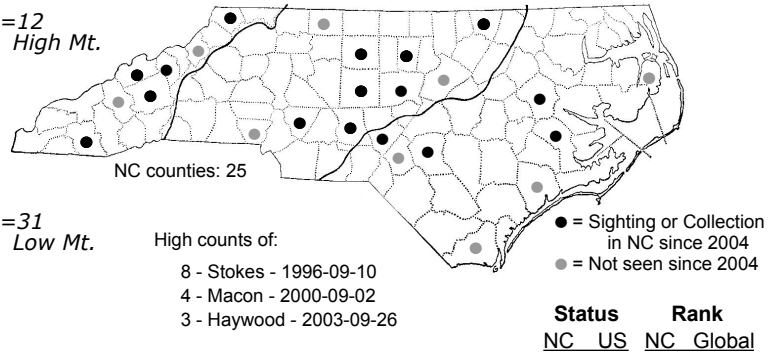 =12
High Mt.
NC counties: 25
=31
Low Mt.
High counts of:
8 - Stokes - 1996-09-10
4 - Macon - 2000-09-02
3 - Haywood - 2003-09-26
= Sighting or Collection
in NC since 2004
= Not seen since 2004
Status Rank
NC US NC Global